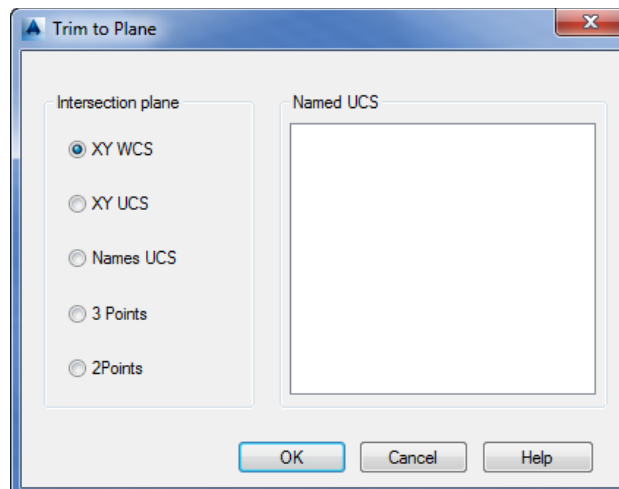 Trim to Plane
Intersection plane
XY WCS
XY UCS
Names UCS
3 Points
2Points
Named UCS
OK
Cancel
Help